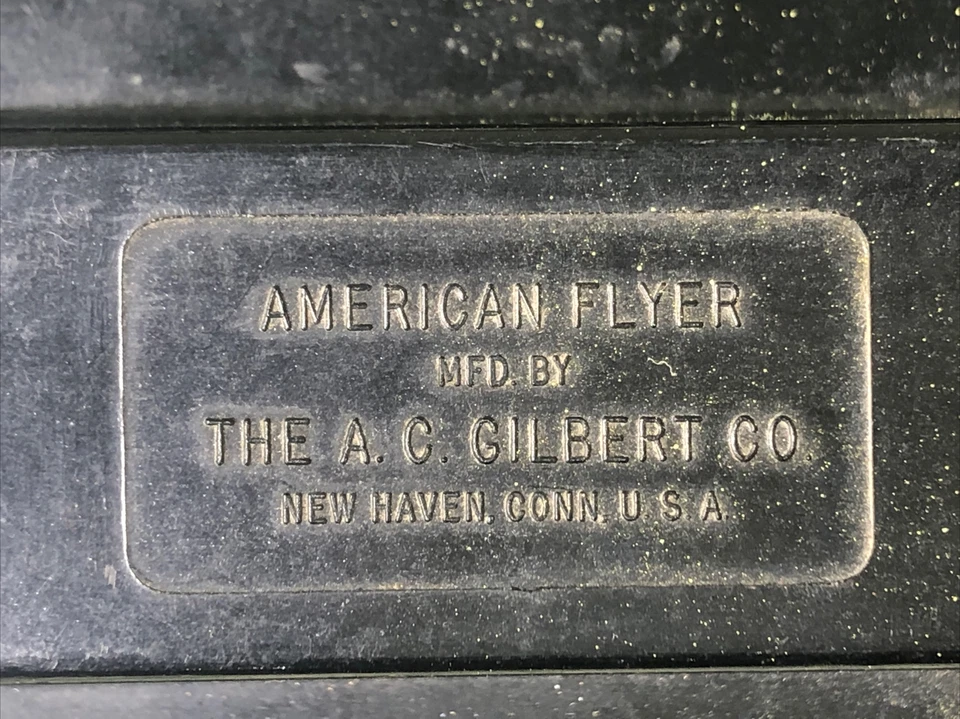 AMERICAN FLYER
MFD. BY
THE A. C. GILBERT CO.
NEW HAVEN, CONN, U. S. A